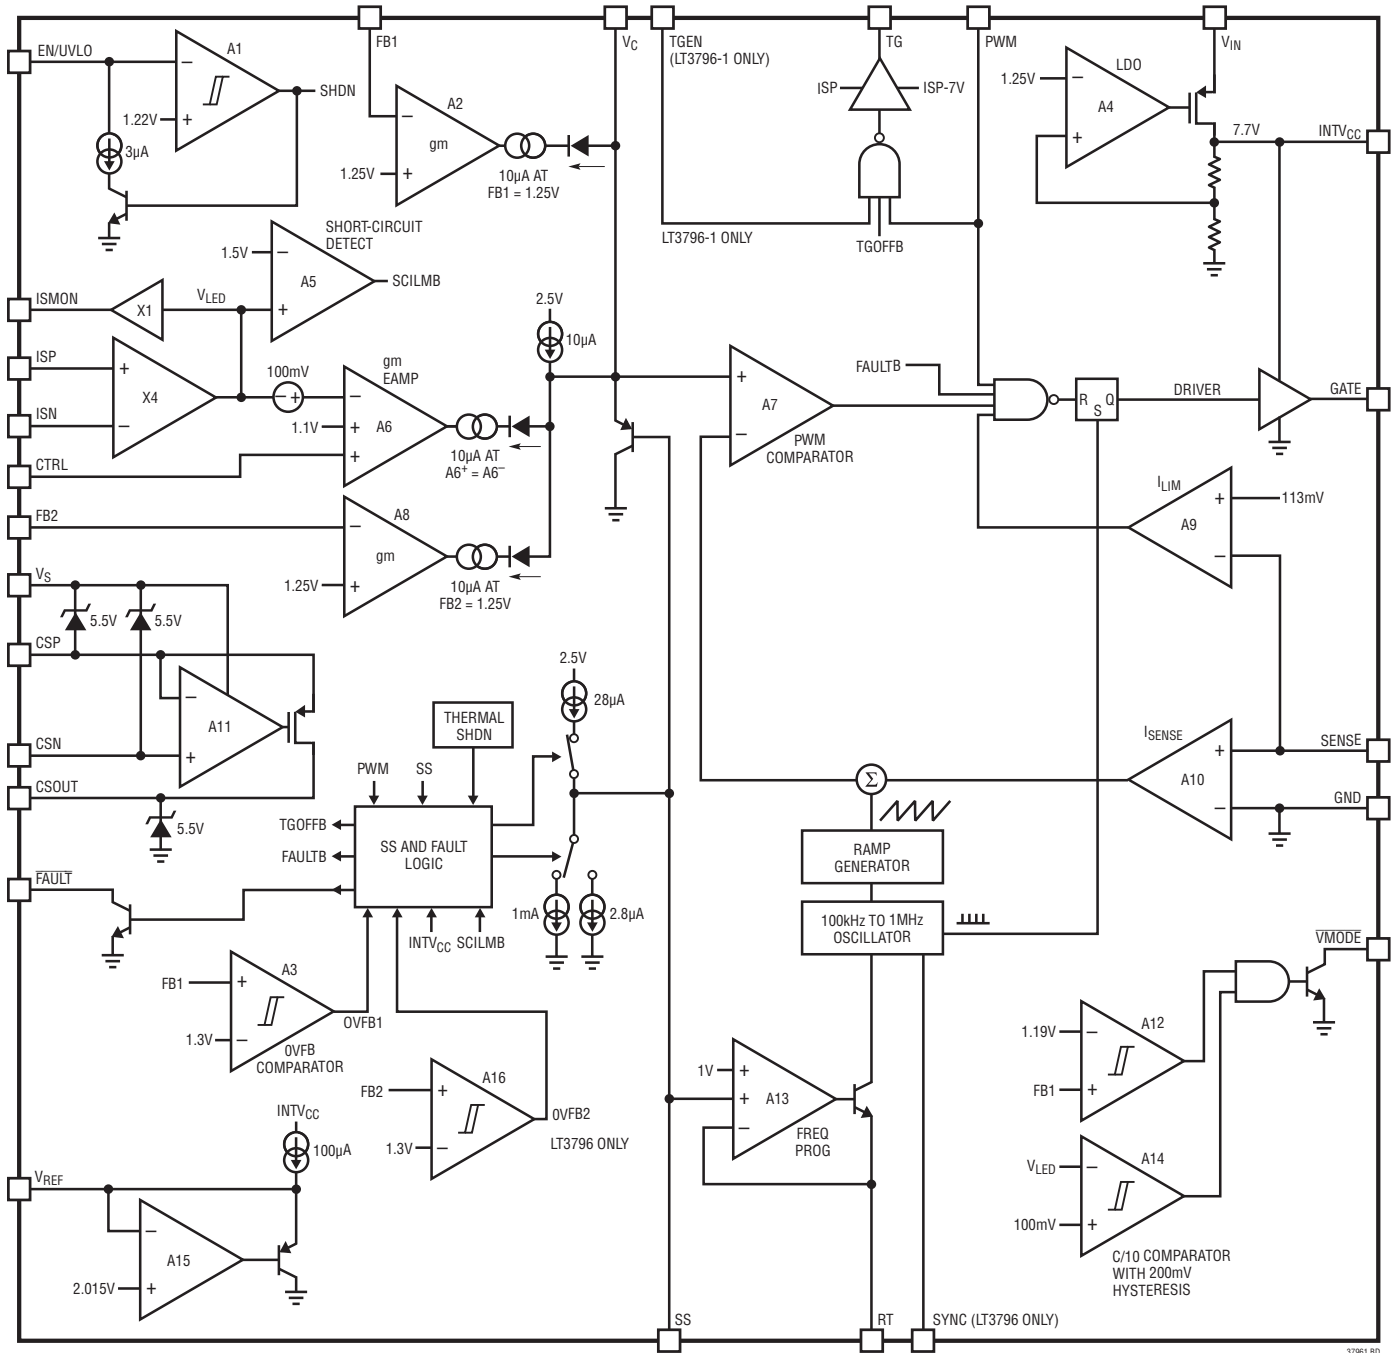 FB1
VC
TGEN
(LT3796-1 ONLY)
TG
PWM
VIN
EN/UVLO
A1
−
+
1.22V
SHDN
3µA
A2
gm
−
+
1.25V
10µA AT
FB1 = 1.25V
ISP
ISP-7V
LT3796-1 ONLY
TGOFFB
LDO
1.25V
−
+
A4
7.7V
INTVCC
SHORT-CIRCUIT
DETECT
1.5V
−
+
A5
SCILMB
ISMON
X1
VLED
ISP
+
−
X4
ISN
100mV
− +
gm
EAMP
−
1.1V
+
+
A6
10µA AT
A6+ = A6−
2.5V
10µA
CTRL
FB2
A8
gm
−
+
1.25V
10µA AT
FB2 = 1.25V
+
−
A7
PWM
COMPARATOR
FAULTB
R
S
Q
DRIVER
GATE
ILIM
+
−
A9
113mV
VS
5.5V
5.5V
CSP
−
+
A11
CSN
CSOUT
5.5V
2.5V
28µA
THERMAL
SHDN
PWM
SS
TGOFFB
FAULTB
SS AND FAULT
LOGIC
INTVCC
SCILMB
1mA
2.8µA
ISENSE
+
−
A10
SENSE
GND
Σ
RAMP
GENERATOR
100kHz TO 1MHz
OSCILLATOR
FAULT
A3
FB1
+
−
1.3V
OVFB
COMPARATOR
OVFB1
A16
FB2
+
−
1.3V
OVFB2
LT3796 ONLY
VMODE
A12
1.19V
−
+
FB1
A14
VLED
−
+
100mV
C/10 COMPARATOR
WITH 200mV
HYSTERESIS
1V
+
+
−
A13
FREQ
PROG
INTVCC
100µA
VREF
−
+
A15
2.015V
SS
RT
SYNC (LT3796 ONLY)
37961 BD